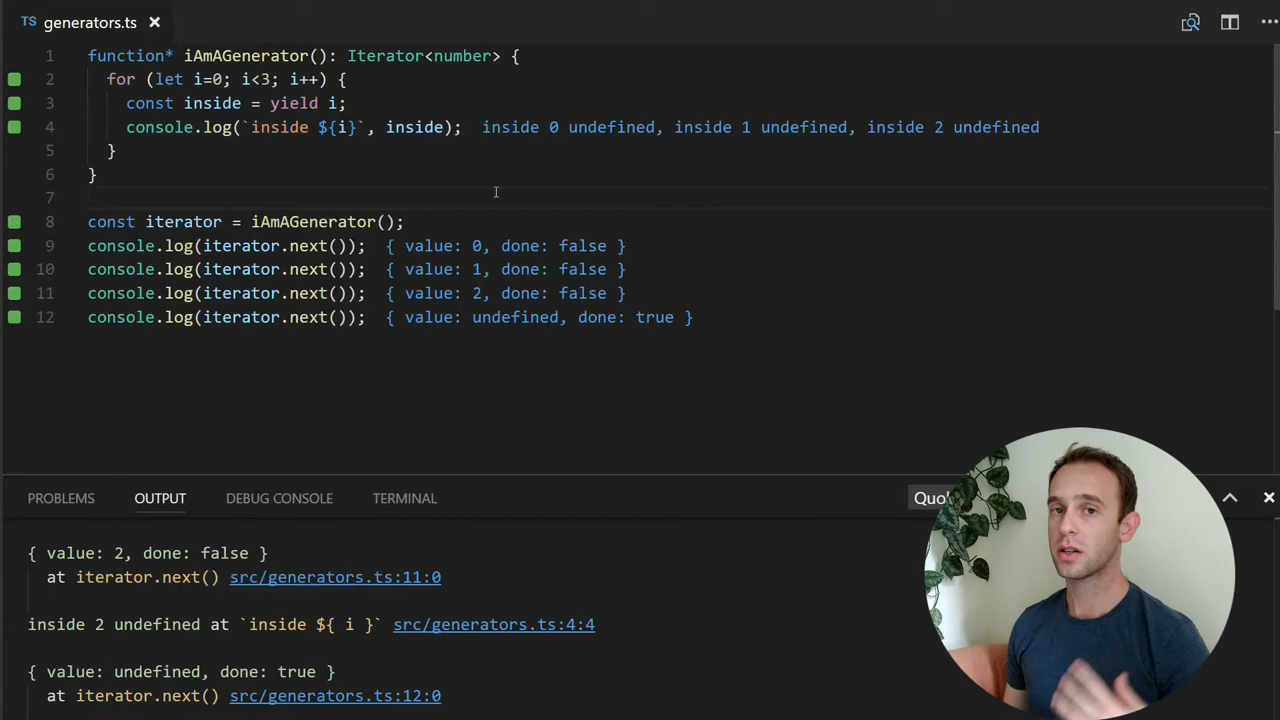 TS generators.ts
1 function* iAmAGenerator(): Iterator<number> {
2 for (let i=0; i<3; i++) {
3 const inside = yield i;
4 console.log(`inside ${i}`, inside); inside 0 undefined, inside 1 undefined, inside 2 undefined
5 }
6 }
7
8 const iterator = iAmAGenerator();
9 console.log(iterator.next()); { value: 0, done: false }
10 console.log(iterator.next()); { value: 1, done: false }
11 console.log(iterator.next()); { value: 2, done: false }
12 console.log(iterator.next()); { value: undefined, done: true }
PROBLEMS OUTPUT DEBUG CONSOLE TERMINAL Quo
{ value: 2, done: false }
at iterator.next() src/generators.ts:11:0
inside 2 undefined at `inside ${ i }` src/generators.ts:4:4
{ value: undefined, done: true }
at iterator.next() src/generators.ts:12:0